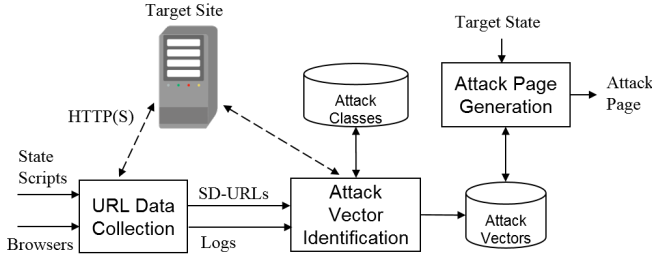 Target Site
Target State
Attack Page
Generation
Attack
Page
Attack
Classes
HTTP(S)
State
Scripts
Browsers
URL Data
Collection
SD-URLs
Logs
Attack
Vector
Identification
Attack
Vectors